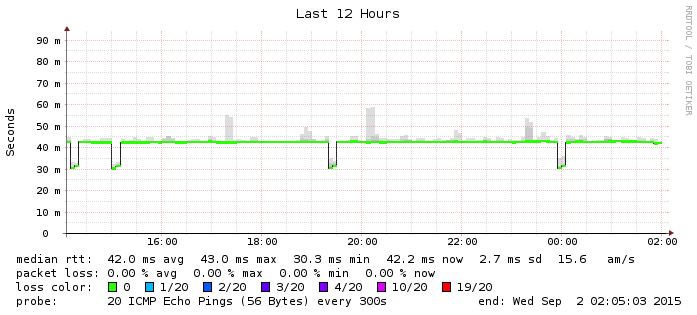 Last 12 Hours
RRDTOOL / TOBI OETIKER
Seconds
90 m
80 m
70 m
60 m
50 m
40 m
30 m
20 m
10 m
0
16:00 18:00 20:00 22:00 00:00 02:00
median rtt: 42.0 ms avg 43.0 ms max 30.3 ms min 42.2 ms now 2.7 ms sd 15.6 am/s
packet loss: 0.00 % avg 0.00 % max 0.00 % min 0.00 % now
loss color: 0 1/20 2/20 3/20 4/20 10/20 19/20
probe: 20 ICMP Echo Pings (56 Bytes) every 300s end: Wed Sep 2 02:05:03 2015